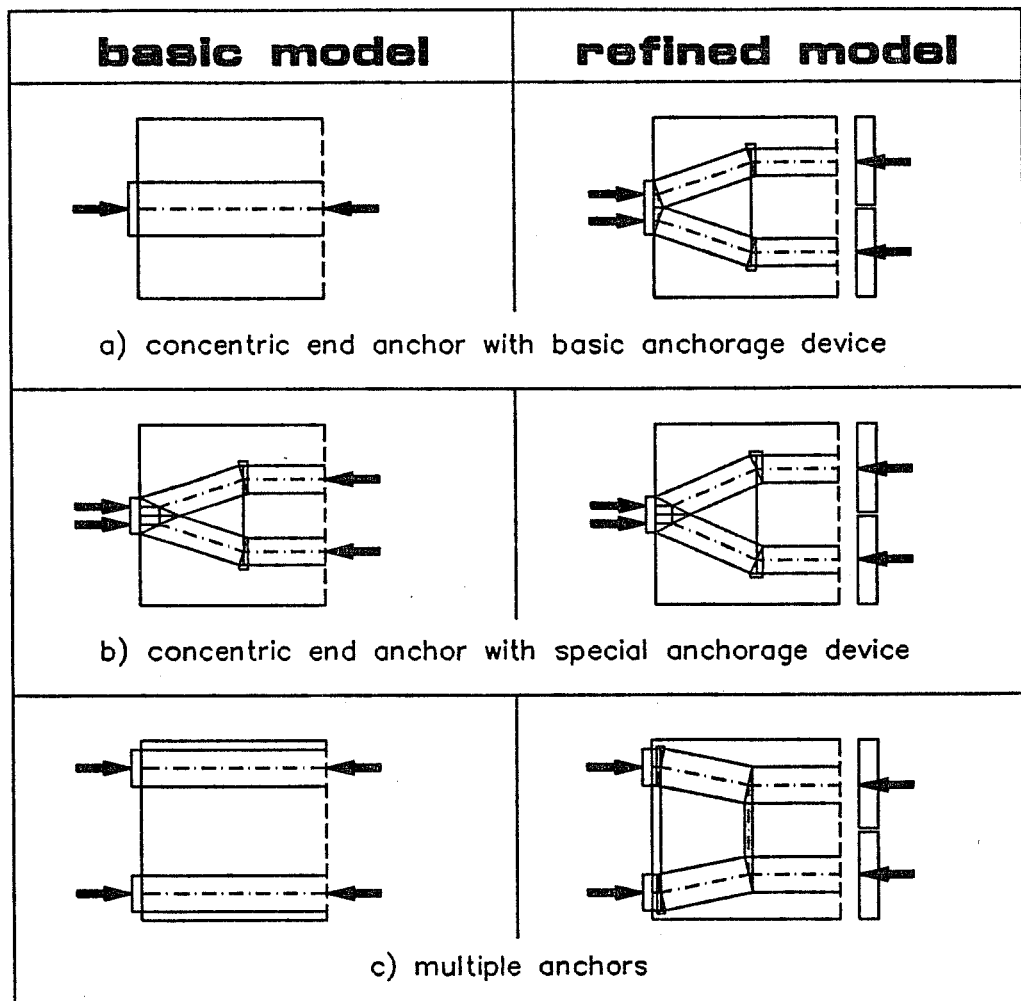 basic model
refined model
a) concentric end anchor with basic anchorage device
b) concentric end anchor with special anchorage device
c) multiple anchors